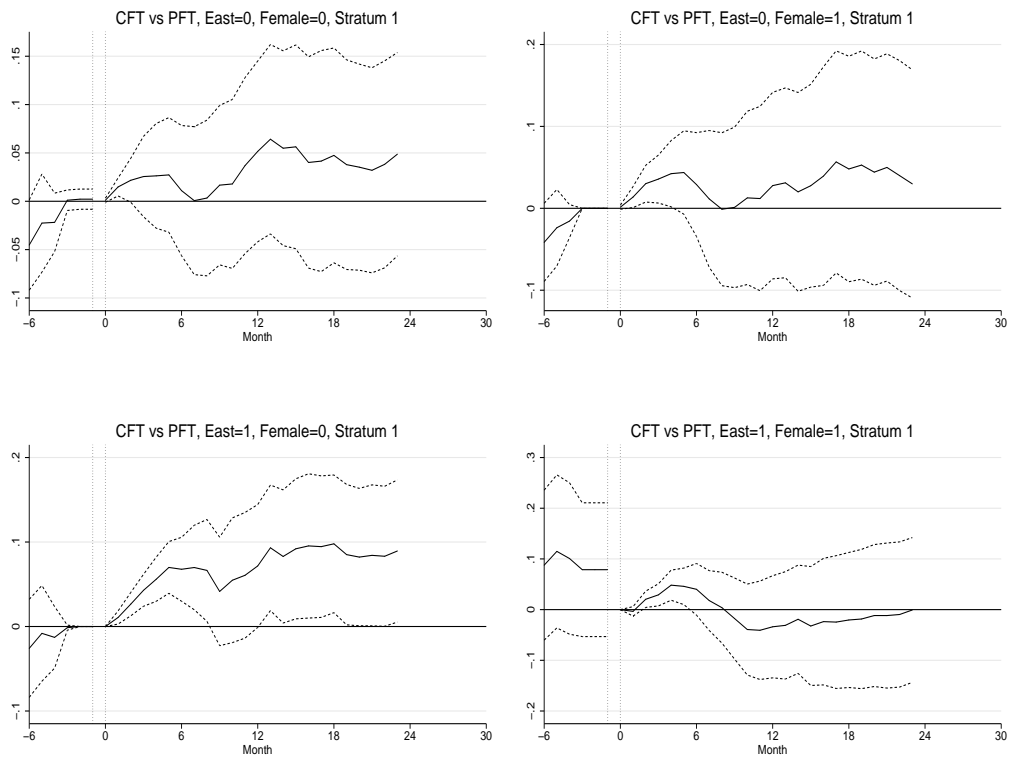 CFT vs PFT, East=0, Female=0, Stratum 1
.15
.1
.05
0
−.05
−.1
−6 0 6 12 18 24 30
Month
CFT vs PFT, East=0, Female=1, Stratum 1
.2
.1
0
−.1
−6 0 6 12 18 24 30
Month
CFT vs PFT, East=1, Female=0, Stratum 1
.2
.1
0
−.1
−6 0 6 12 18 24 30
Month
CFT vs PFT, East=1, Female=1, Stratum 1
.3
.2
.1
0
−.1
−.2
−6 0 6 12 18 24 30
Month